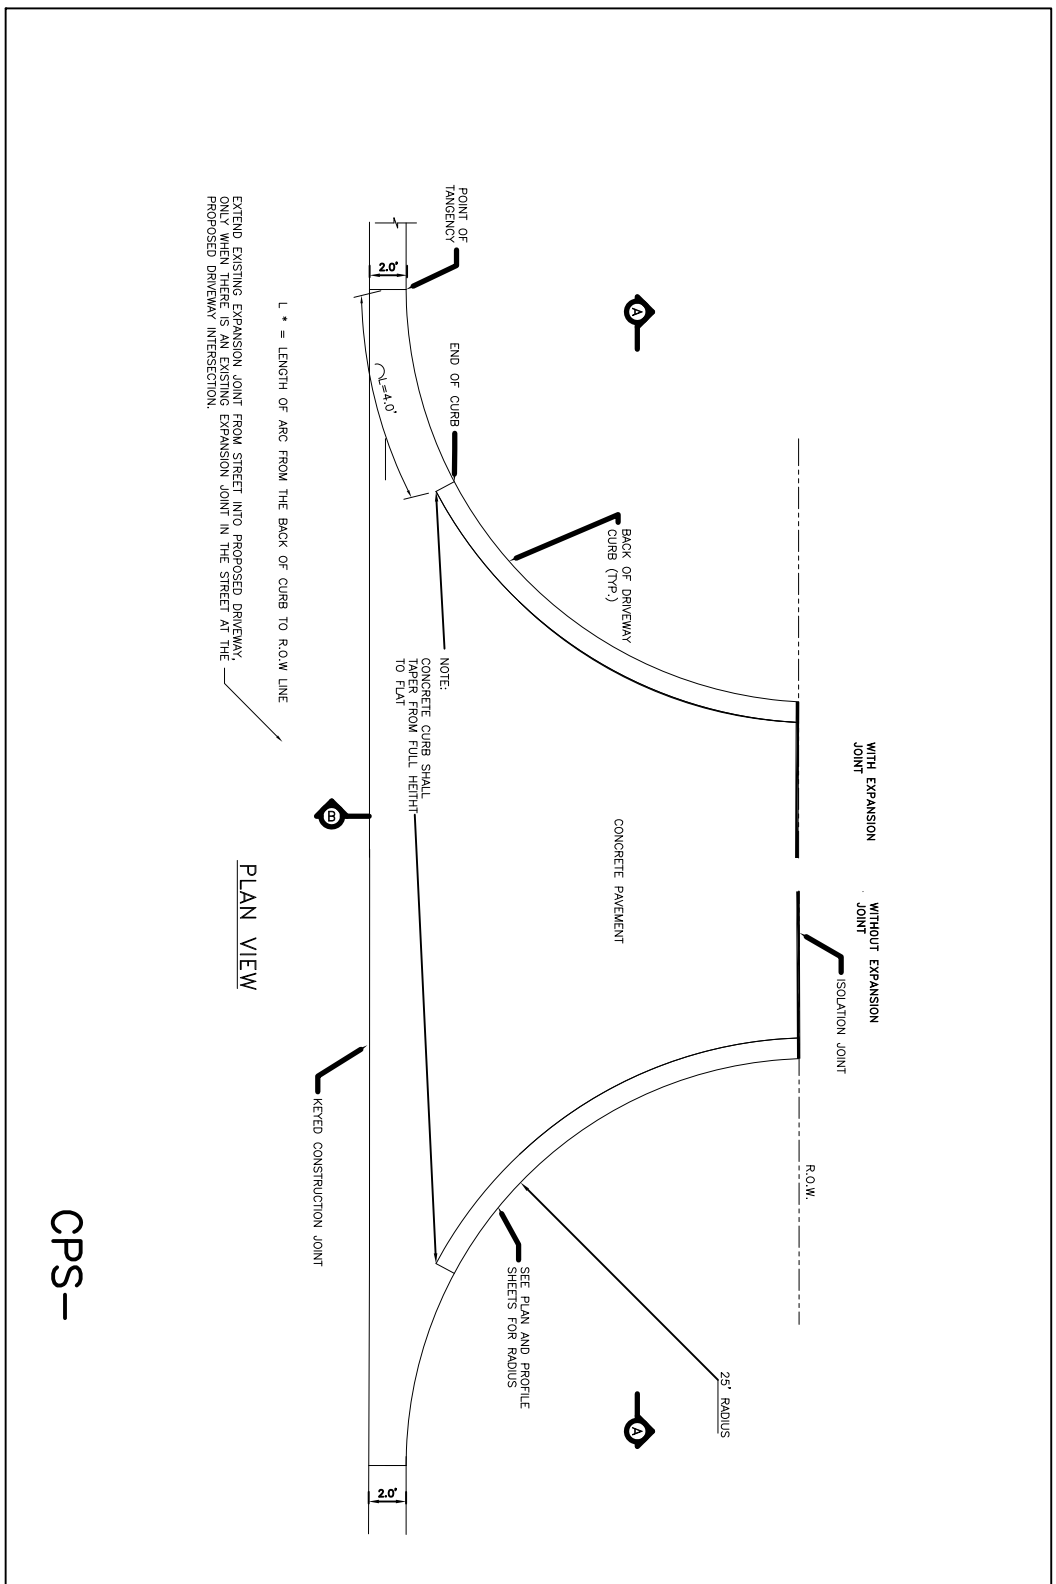 WITH EXPANSION
JOINT
WITHOUT EXPANSION
JOINT
ISOLATION JOINT
R.O.W.
25' RADIUS
A
A
BACK OF DRIVEWAY
CURB (TYP.)
CONCRETE PAVEMENT
SEE PLAN AND PROFILE
SHEETS FOR RADIUS
POINT OF
TANGENCY
END OF CURB
NOTE:
CONCRETE CURB SHALL
TAPER FROM FULL HEITHT
TO FLAT
2.0'
L=4.0'
2.0'
B
KEYED CONSTRUCTION JOINT
L * = LENGTH OF ARC FROM THE BACK OF CURB TO R.O.W LINE
EXTEND EXISTING EXPANSION JOINT FROM STREET INTO PROPOSED DRIVEWAY,
ONLY WHEN THERE IS AN EXISTING EXPANSION JOINT IN THE STREET AT THE
PROPOSED DRIVEWAY INTERSECTION.
PLAN VIEW
CPS–